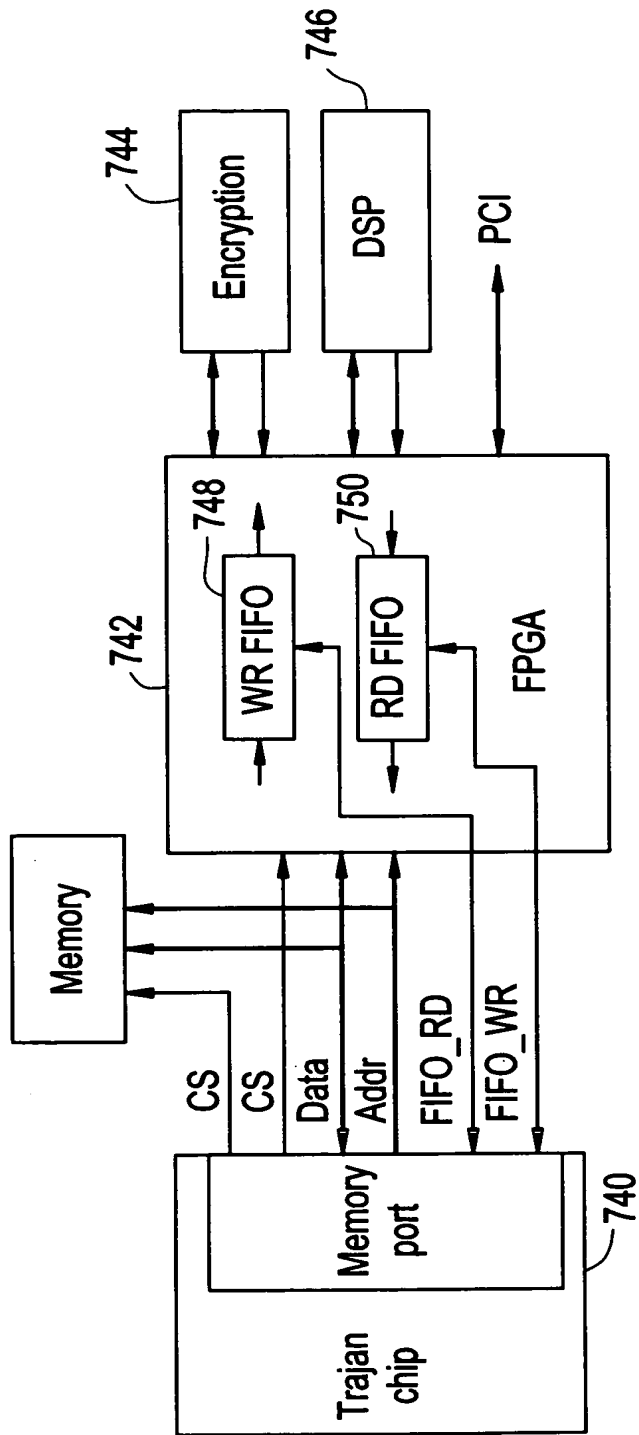 Trajan
chip
Memory
port
740
CS
CS
Data
Addr
FIFO_RD
FIFO_WR
Memory
742
WR FIFO
748
RD FIFO
750
FPGA
Encryption
744
DSP
746
PCI